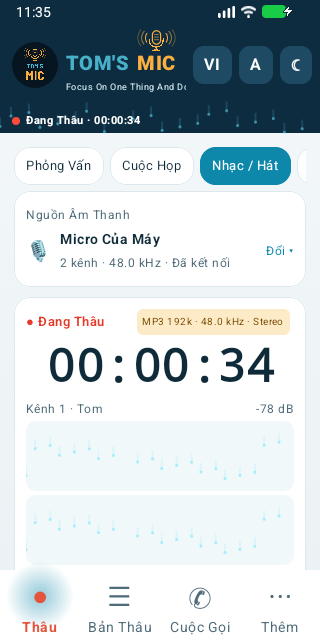 11:35
TOM'S MIC
TOM'S
MIC
Focus On One Thing And
VI
A
Đang Thâu · 00:00:34
Phỏng Vấn
Cuộc Họp
Nhạc / Hát
Nguồn Âm Thanh
Micro Của Máy
2 kênh · 48.0 kHz · Đã kết nối
Đổi
Đang Thâu
MP3 192k · 48.0 kHz · Stereo
00:00:34
Kênh 1 · Tom
-78 dB
Thâu
Bản Thâu
Cuộc Gọi
Thêm